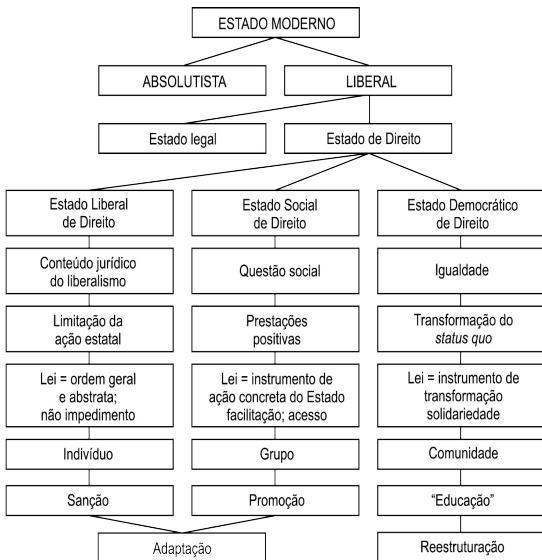 ESTADO MODERNO
ABSOLUTISTA
LIBERAL
Estado legal
Estado de Direito
Estado Liberal
de Direito
Estado Social
de Direito
Estado Democrático
de Direito
Conteúdo jurídico
do liberalismo
Questão social
Igualdade
Limitação da
ação estatal
Prestações
positivas
Transformação do
status quo
Lei = ordem geral
e abstrata;
não impedimento
Lei = instrumento de
ação concreta do Estado
facilitação; acesso
Lei = instrumento de
transformação
solidariedade
Indivíduo
Grupo
Comunidade
Sanção
Promoção
“Educação”
Adaptação
Reestruturação